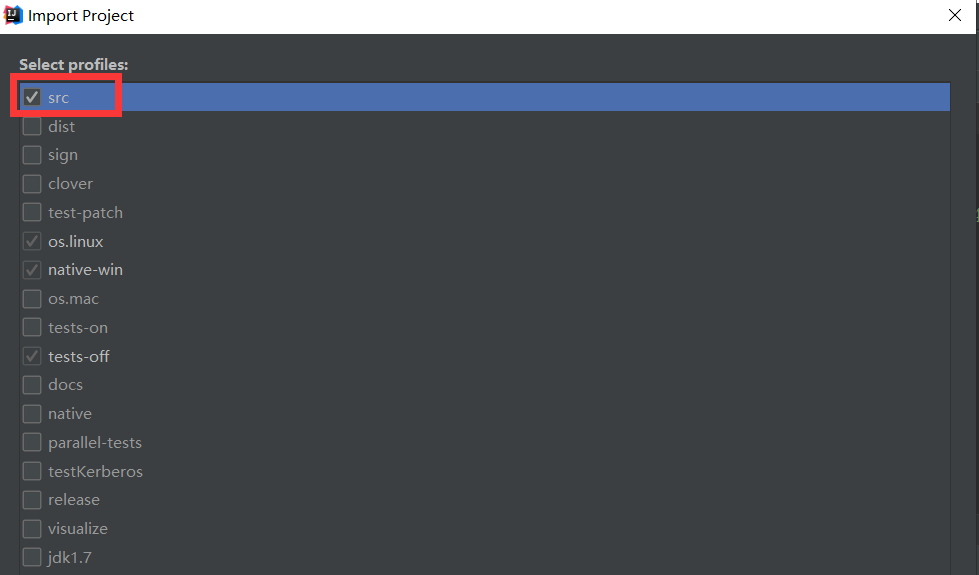 Import Project
Select profiles:
src
dist
sign
clover
test-patch
os.linux
native-win
os.mac
tests-on
tests-off
docs
native
parallel-tests
testKerberos
release
visualize
jdk1.7